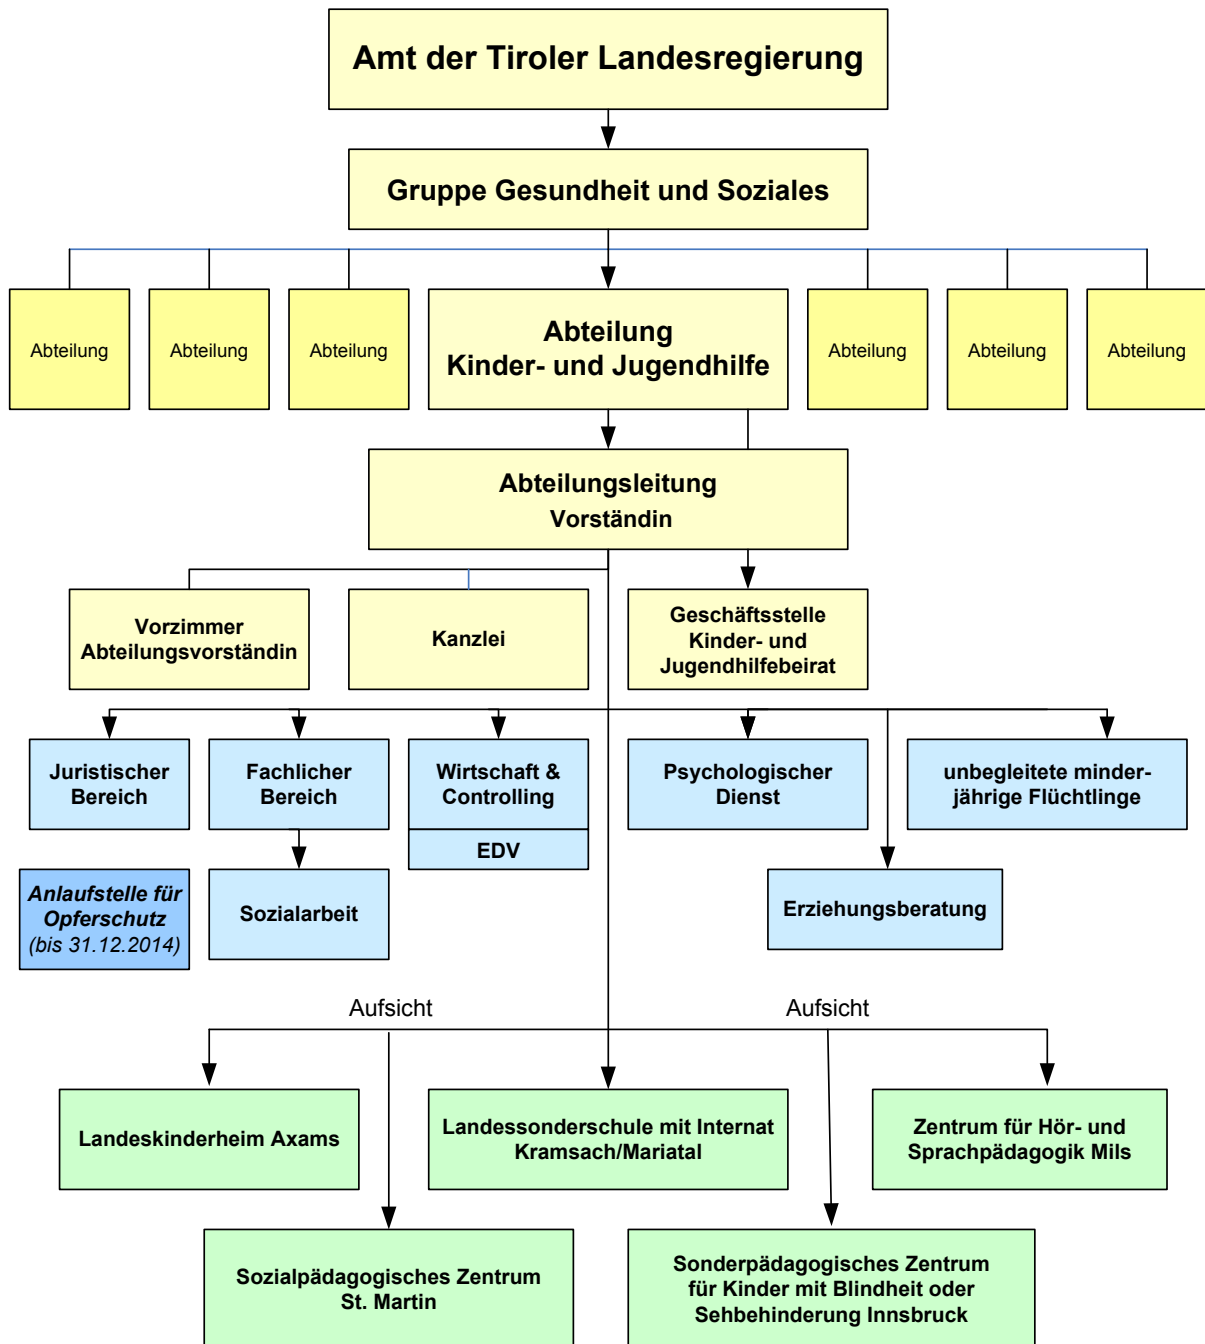 Amt der Tiroler Landesregierung
Gruppe Gesundheit und Soziales
Abteilung
Abteilung
Abteilung
Abteilung
Kinder- und Jugendhilfe
Abteilung
Abteilung
Abteilung
Abteilungsleitung
Vorständin
Vorzimmer
Abteilungsvorständin
Kanzlei
Geschäftsstelle
Kinder- und
Jugendhilfebeirat
Juristischer
Bereich
Fachlicher
Bereich
Wirtschaft &
Controlling
EDV
Psychologischer
Dienst
unbegleitete minder-
jährige Flüchtlinge
Anlaufstelle für
Opferschutz
(bis 31.12.2014)
Sozialarbeit
Erziehungsberatung
Aufsicht
Aufsicht
Landeskinderheim Axams
Landessonderschule mit Internat
Kramsach/Mariatal
Zentrum für Hör- und
Sprachpädagogik Mils
Sozialpädagogisches Zentrum
St. Martin
Sonderpädagogisches Zentrum
für Kinder mit Blindheit oder
Sehbehinderung Innsbruck